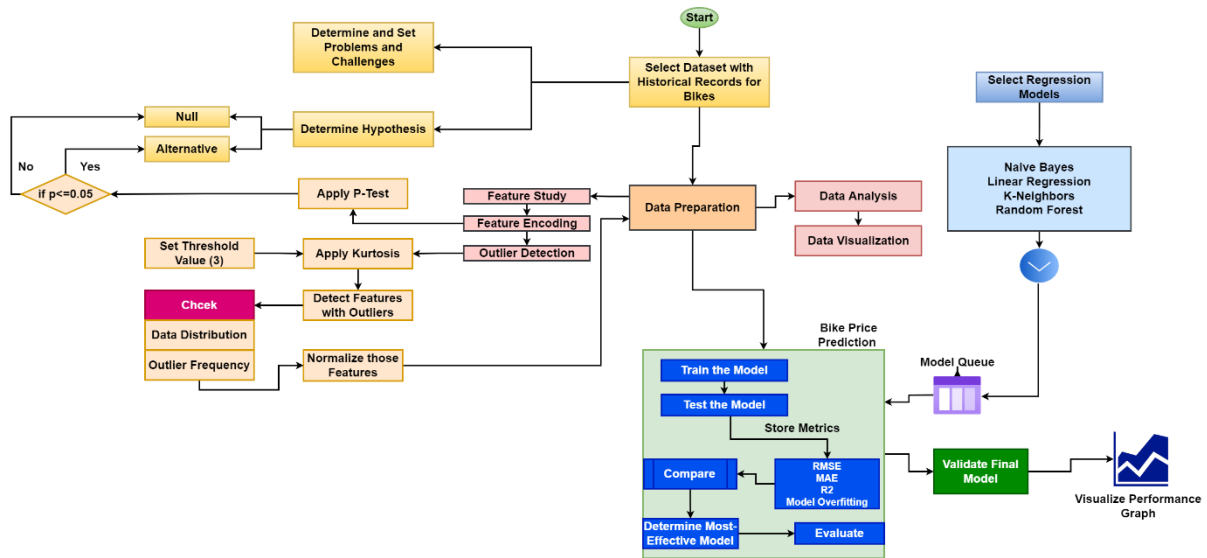 Start
Determine and Set
Problems and
Challenges
Select Dataset with
Historical Records for
Bikes
Select Regression
Models
Null
Determine Hypothesis
Alternative
No
Yes
if p<=0.05
Apply P-Test
Feature Study
Feature Encoding
Outlier Detection
Data Preparation
Data Analysis
Data Visualization
Naive Bayes
Linear Regression
K-Neighbors
Random Forest
Set Threshold
Value (3)
Apply Kurtosis
Detect Features
with Outliers
Chcek
Data Distribution
Outlier Frequency
Normalize those
Features
Bike Price
Prediction
Train the Model
Test the Model
Store Metrics
RMSE
MAE
R2
Model Overfitting
Compare
Determine Most-
Effective Model
Evaluate
Model Queue
Validate Final
Model
Visualize Performance
Graph